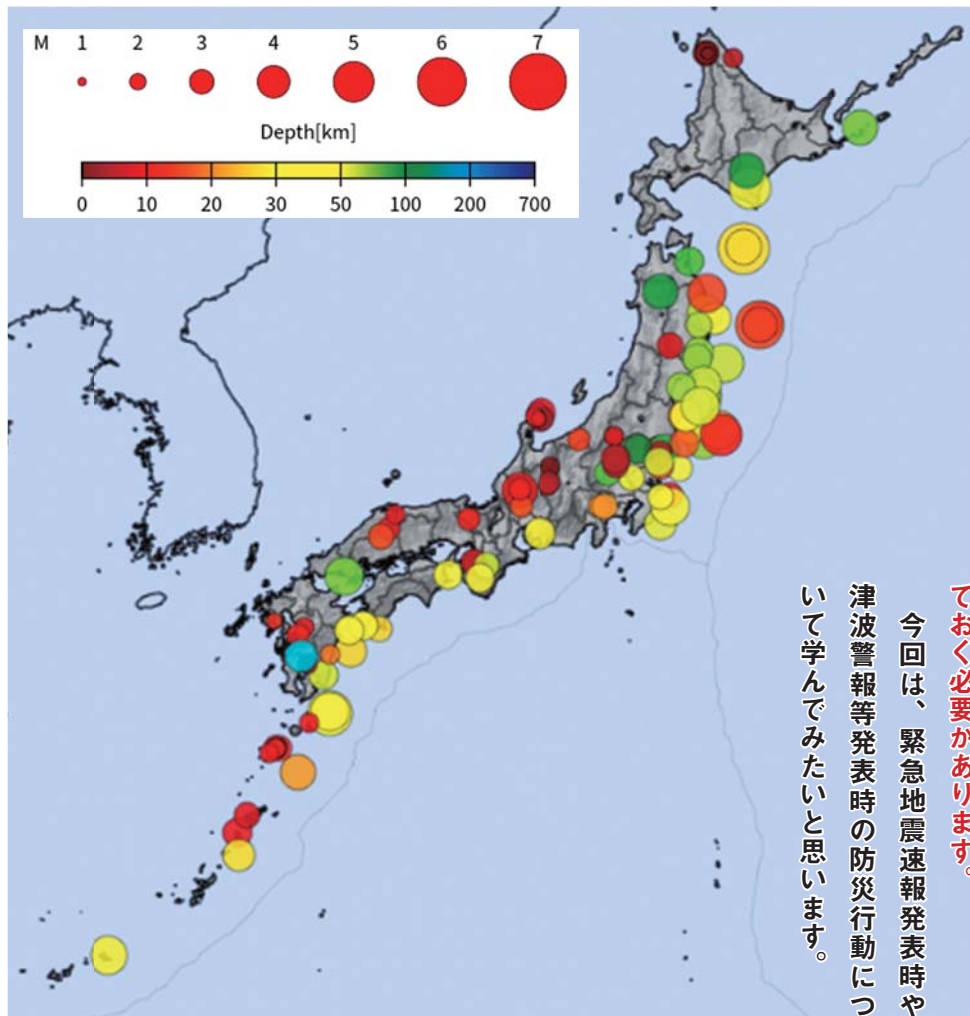 M 1 2 3 4 5 6 7
Depth[km]
0 10 20 30 50 100 200 700
ておく必要があります。
今回は、緊急地震速報発表時や
津波警報等発表時の防災行動につ
いて学んでみたいと思います。